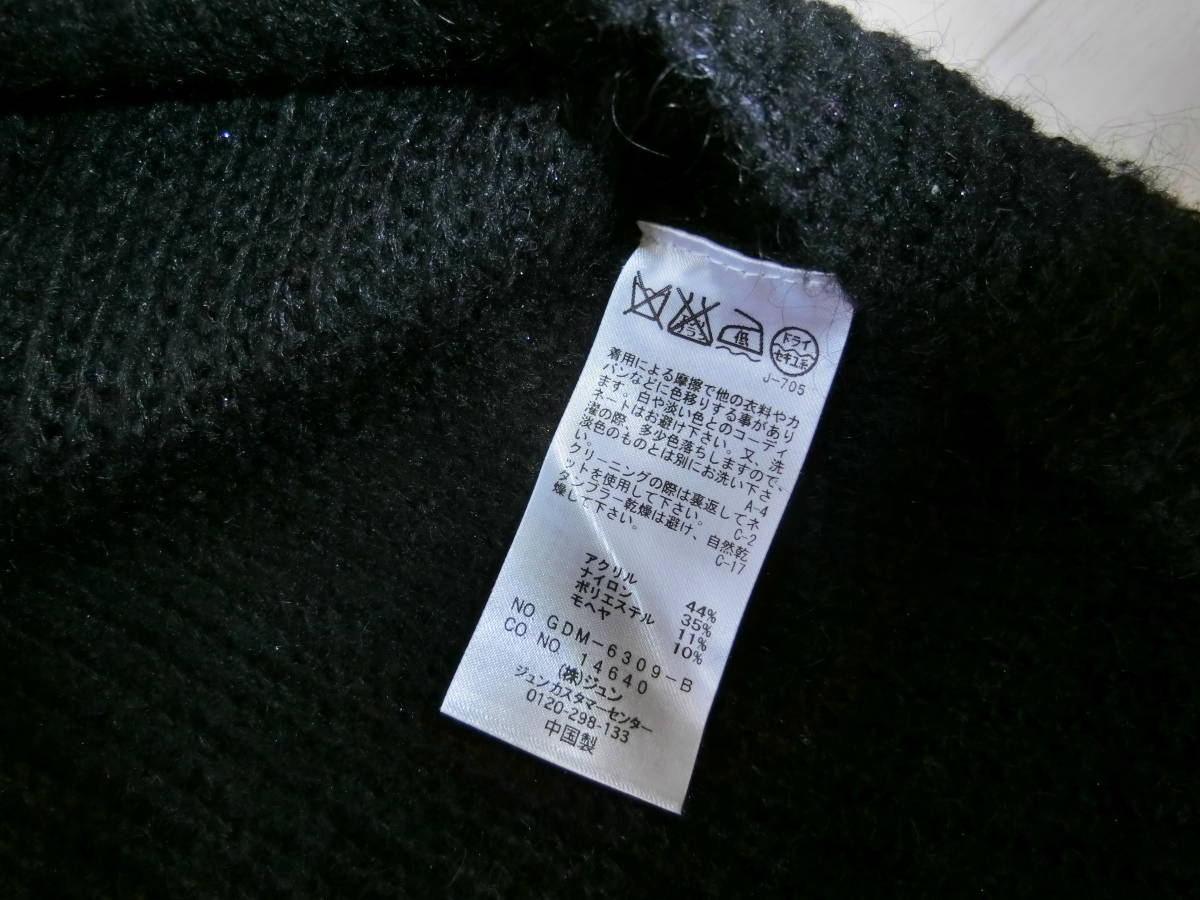 エンソ
サラシ
低
ドライ
セキユ系
J-705
着用による摩擦で他の衣料やカ
バンなどに色移りする事があり
ます。白や淡い色とのコーディ
ネートはお避け下さい。又、洗
濯の際、多少色落ちしますので、
淡色のものとは別にお洗い下さ
い。 A-4
クリーニングの際は裏返してネ
ットを使用して下さい。 C-2
タンブラー乾燥は避け、自然乾
燥して下さい。 C-17
アクリル 44%
ナイロン 35%
ポリエステル 11%
モヘヤ 10%
NO GDM-6309-B
CO NO 14640
(株)ジュン
ジュンカスタマーセンター
0120-298-133
中国製